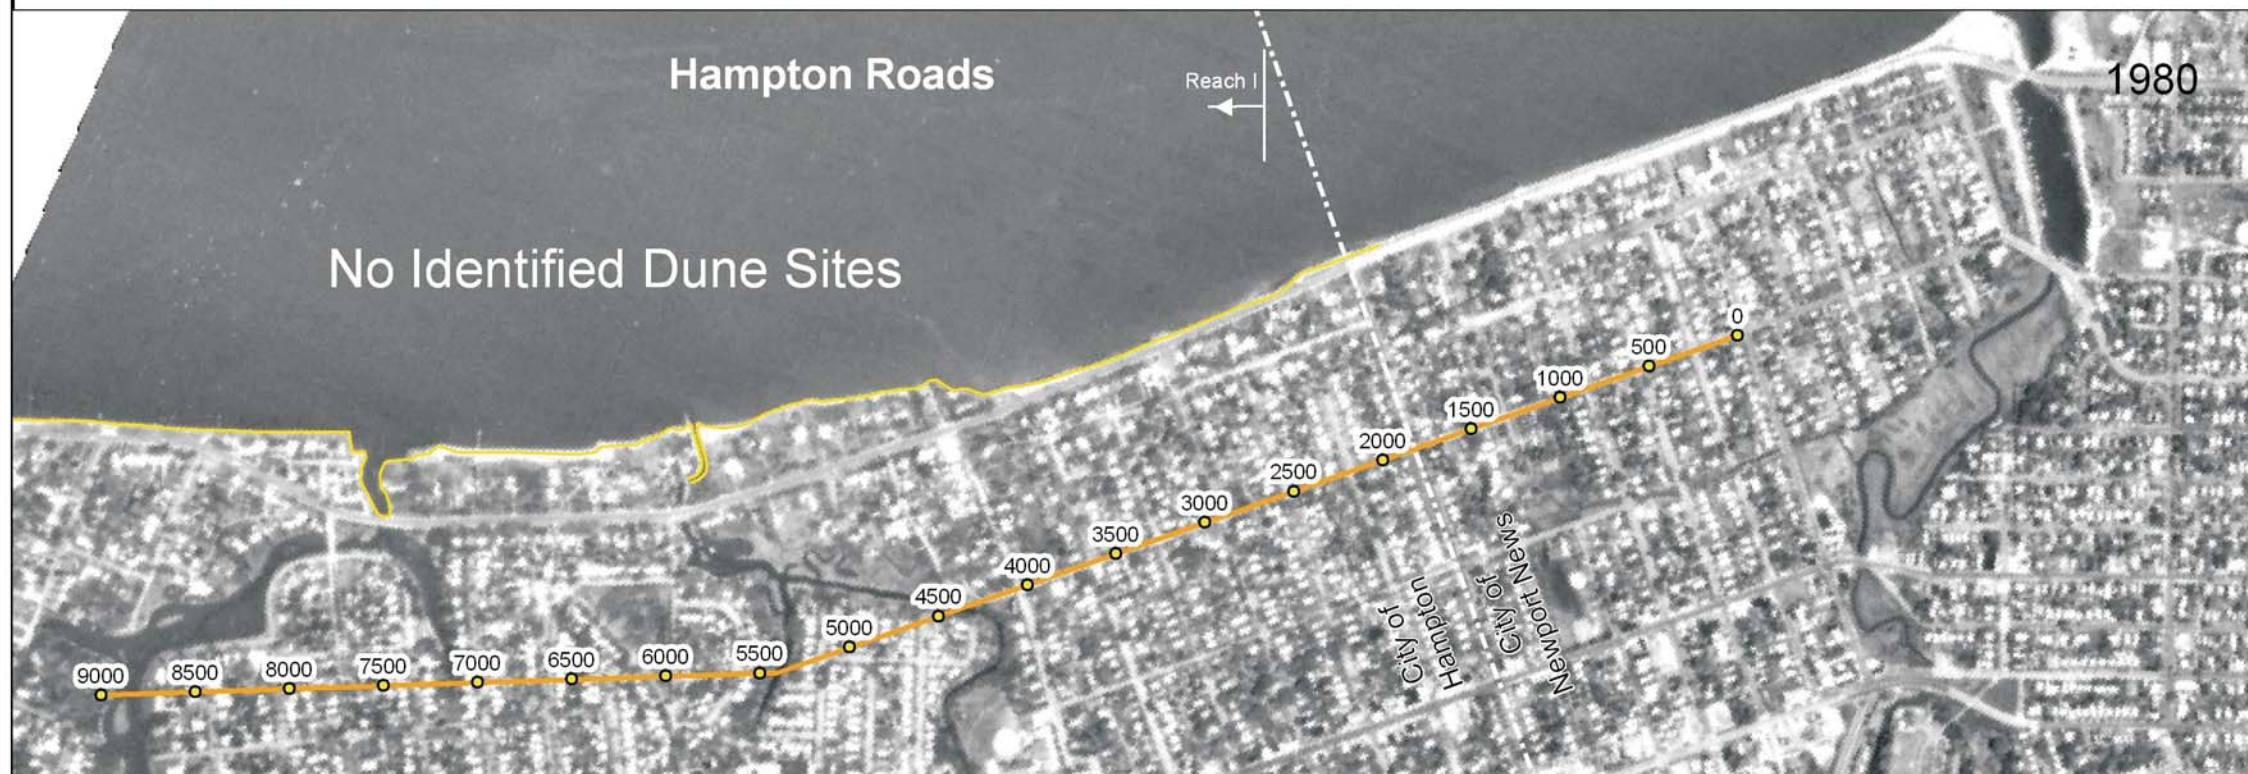 Hampton Roads
Reach I
1980
No Identified Dune Sites
0
500
1000
1500
2000
2500
3000
3500
4000
4500
5000
5500
6000
6500
7000
7500
8000
8500
9000
City of
Hampton
City of
Newport News